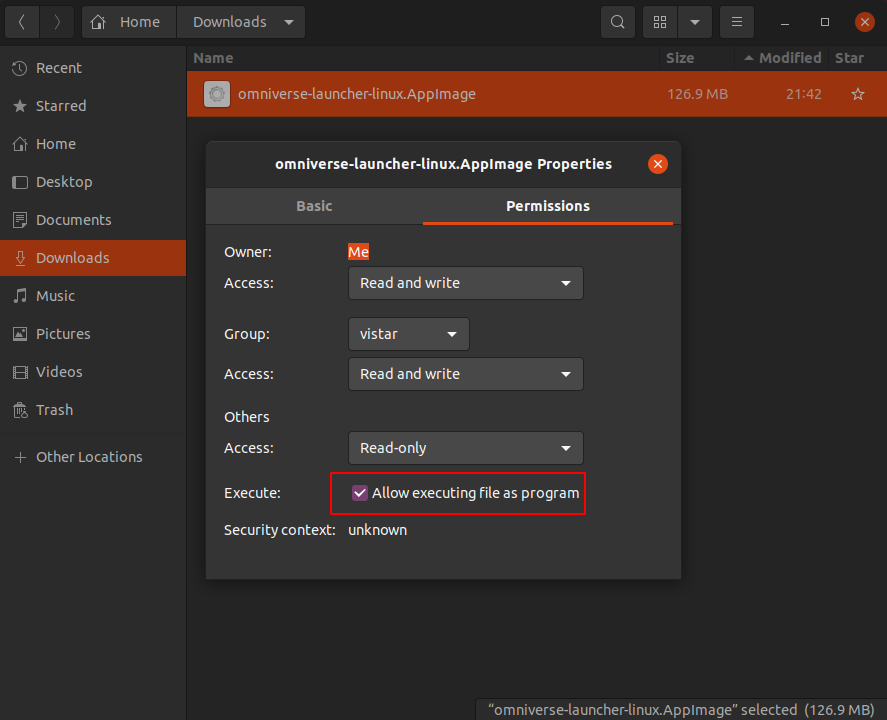 Home Downloads
Recent
Starred
Home
Desktop
Documents
Downloads
Music
Pictures
Videos
Trash
Other Locations
Name Size Modified Star
omniverse-launcher-linux.AppImage 126.9 MB 21:42
omniverse-launcher-linux.AppImage Properties
Basic Permissions
Owner: Me
Access: Read and write
Group: vistar
Access: Read and write
Others
Access: Read-only
Execute: Allow executing file as program
Security context: unknown
“omniverse-launcher-linux.AppImage” selected (126.9 MB)